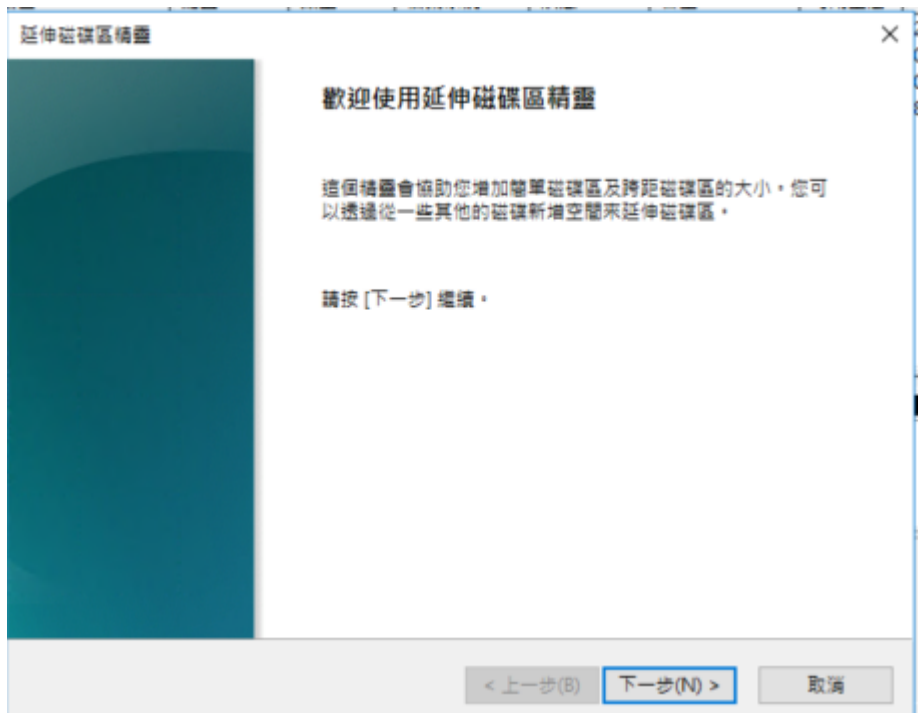 延伸磁碟區精靈
歡迎使用延伸磁碟區精靈
這個精靈會協助您增加簡單磁碟區及跨距磁碟區的大小。您可
以透過從一些其他的磁碟新增空間來延伸磁碟區。
請按 [下一步] 繼續。
< 上一步(B)
下一步(N) >
取消